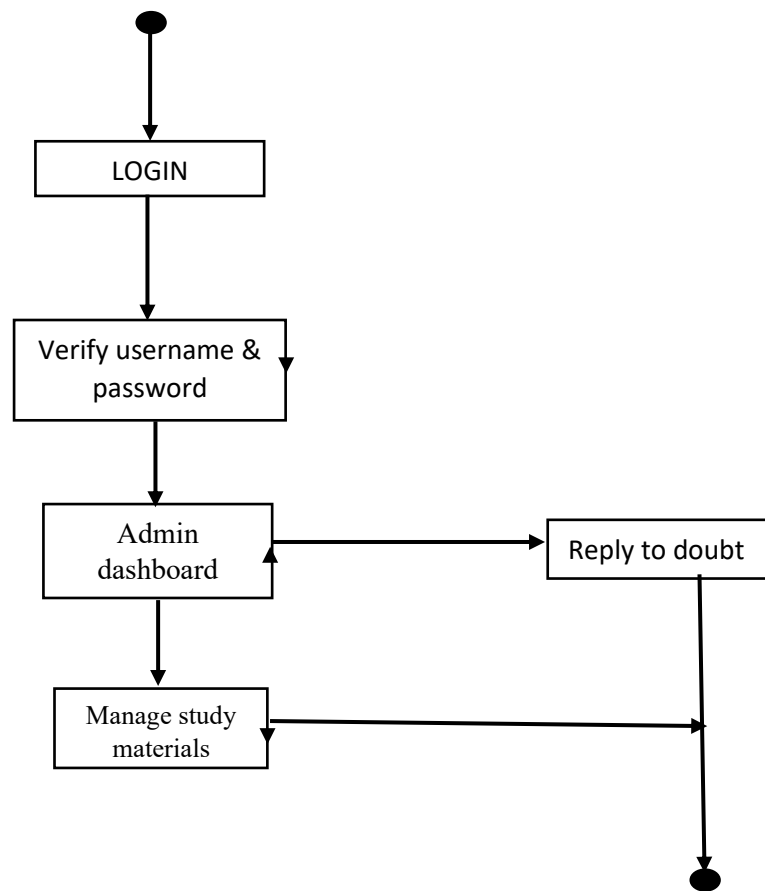 LOGIN
Verify username &
password
Admin
dashboard
Reply to doubt
Manage study
materials